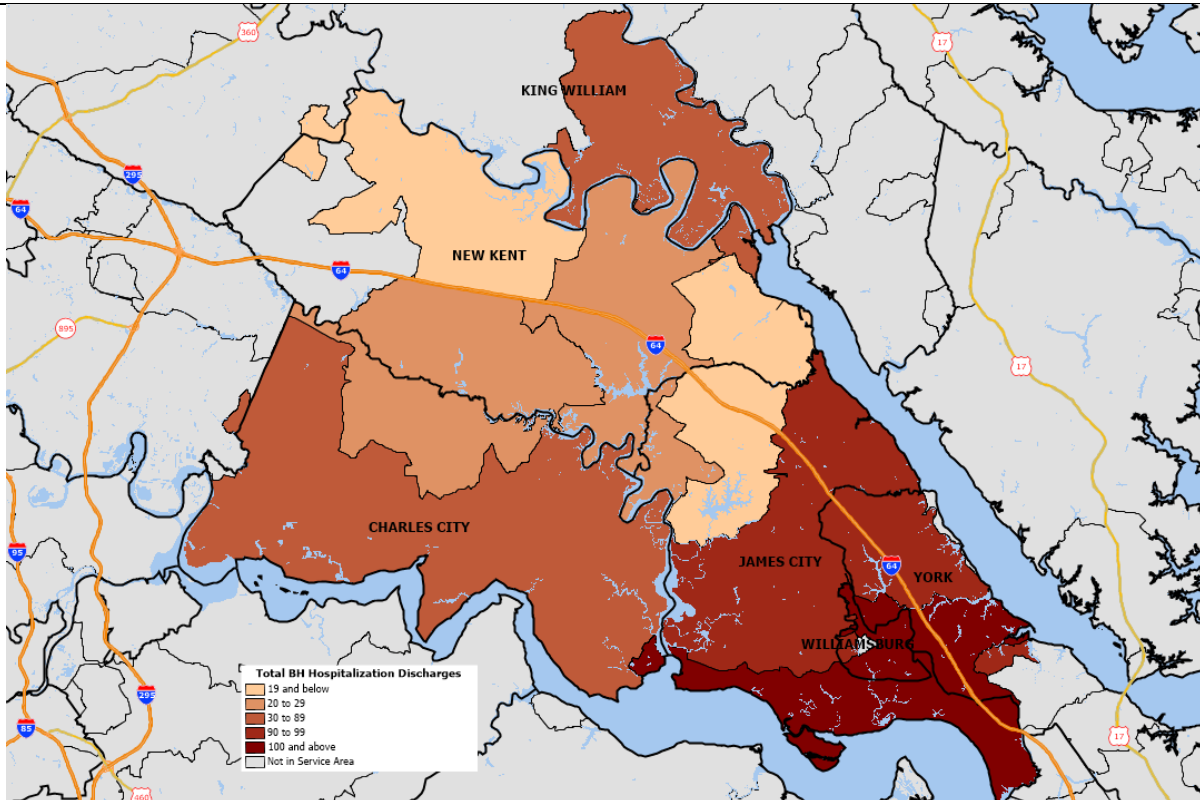 360
17
KING WILLIAM
295
64
NEW KENT
64
895
64
17
CHARLES CITY
95
JAMES CITY
64
YORK
WILLIAMSBURG
Total BH Hospitalization Discharges
19 and below
20 to 29
30 to 89
90 to 99
100 and above
Not in Service Area
295
85
17
460